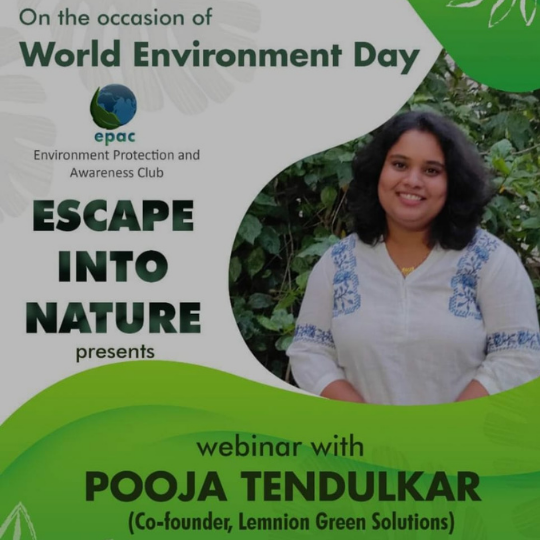 On the occasion of
World Environment Day
epac
Environment Protection and
Awareness Club
ESCAPE
INTO
NATURE
presents
webinar with
POOJA TENDULKAR
(Co-founder, Lemnion Green Solutions)